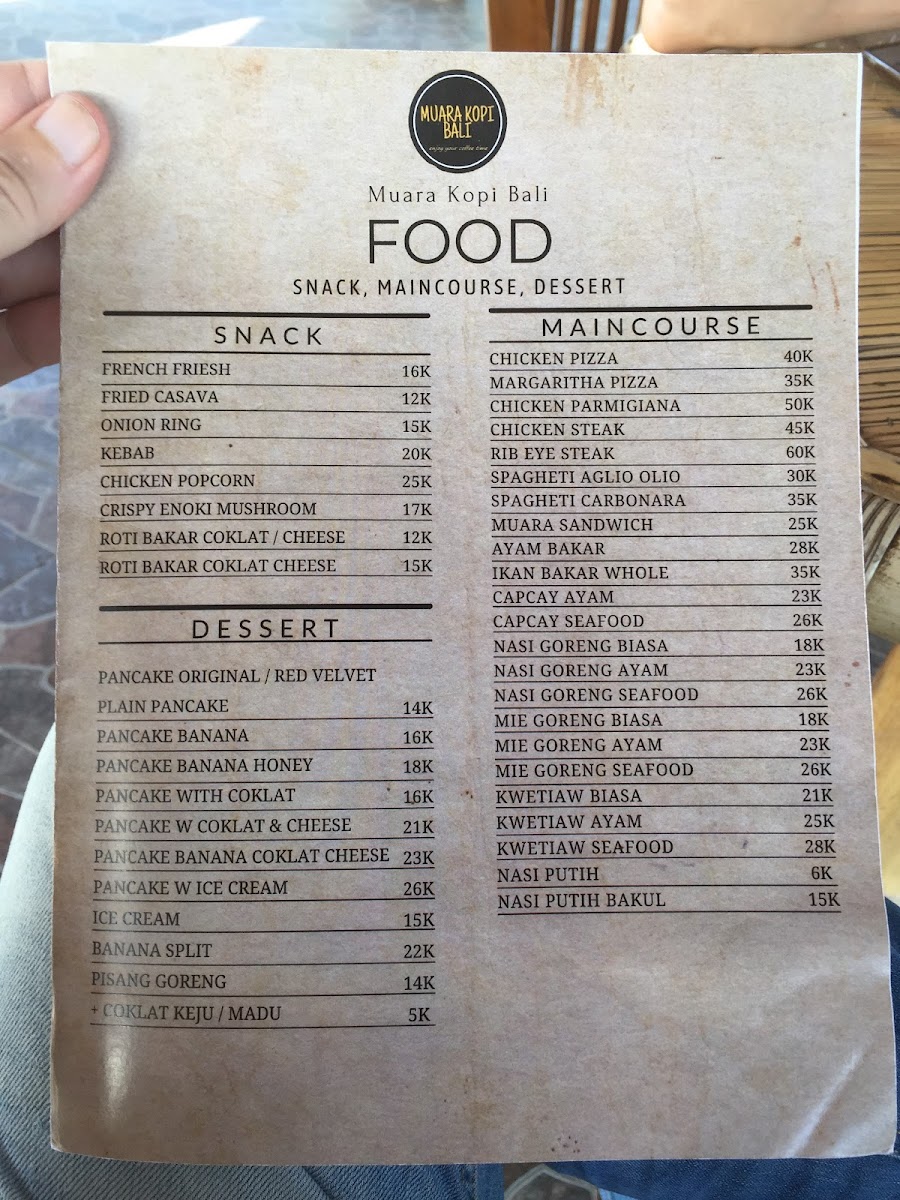 MUARA KOPI
BALI
enjoy your coffee time
Muara Kopi Bali
FOOD
SNACK, MAINCOURSE, DESSERT
SNACK
FRENCH FRIESH 16K
FRIED CASAVA 12K
ONION RING 15K
KEBAB 20K
CHICKEN POPCORN 25K
CRISPY ENOKI MUSHROOM 17K
ROTI BAKAR COKLAT / CHEESE 12K
ROTI BAKAR COKLAT CHEESE 15K
DESSERT
PANCAKE ORIGINAL / RED VELVET
PLAIN PANCAKE 14K
PANCAKE BANANA 16K
PANCAKE BANANA HONEY 18K
PANCAKE WITH COKLAT 16K
PANCAKE W COKLAT & CHEESE 21K
PANCAKE BANANA COKLAT CHEESE 23K
PANCAKE W ICE CREAM 26K
ICE CREAM 15K
BANANA SPLIT 22K
PISANG GORENG 14K
+ COKLAT KEJU / MADU 5K
MAINCOURSE
CHICKEN PIZZA 40K
MARGARITHA PIZZA 35K
CHICKEN PARMIGIANA 50K
CHICKEN STEAK 45K
RIB EYE STEAK 60K
SPAGHETI AGLIO OLIO 30K
SPAGHETI CARBONARA 35K
MUARA SANDWICH 25K
AYAM BAKAR 28K
IKAN BAKAR WHOLE 35K
CAPCAY AYAM 23K
CAPCAY SEAFOOD 26K
NASI GORENG BIASA 18K
NASI GORENG AYAM 23K
NASI GORENG SEAFOOD 26K
MIE GORENG BIASA 18K
MIE GORENG AYAM 23K
MIE GORENG SEAFOOD 26K
KWETIAW BIASA 21K
KWETIAW AYAM 25K
KWETIAW SEAFOOD 28K
NASI PUTIH 6K
NASI PUTIH BAKUL 15K